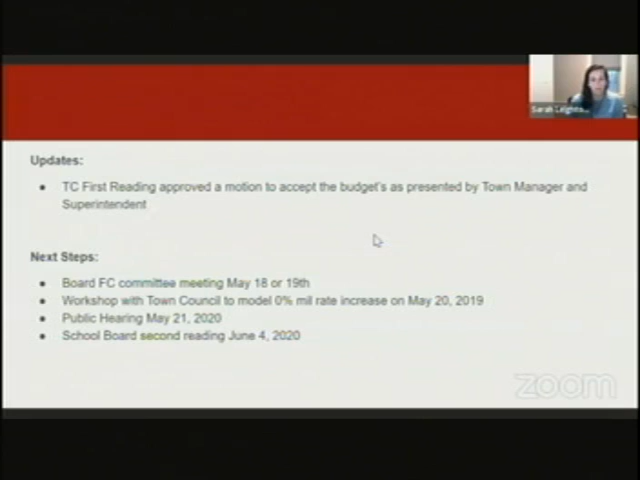 Sarah
Updates:
• TC First Reading approved a motion to accept the budget's as presented by Town Manager and
Superintendent
Next Steps:
• Board FC committee meeting May 18 or 19th
• Workshop with Town Council to model 0% mil rate increase on May 20, 2019
• Public Hearing May 21, 2020
• School Board second reading June 4, 2020
zoom